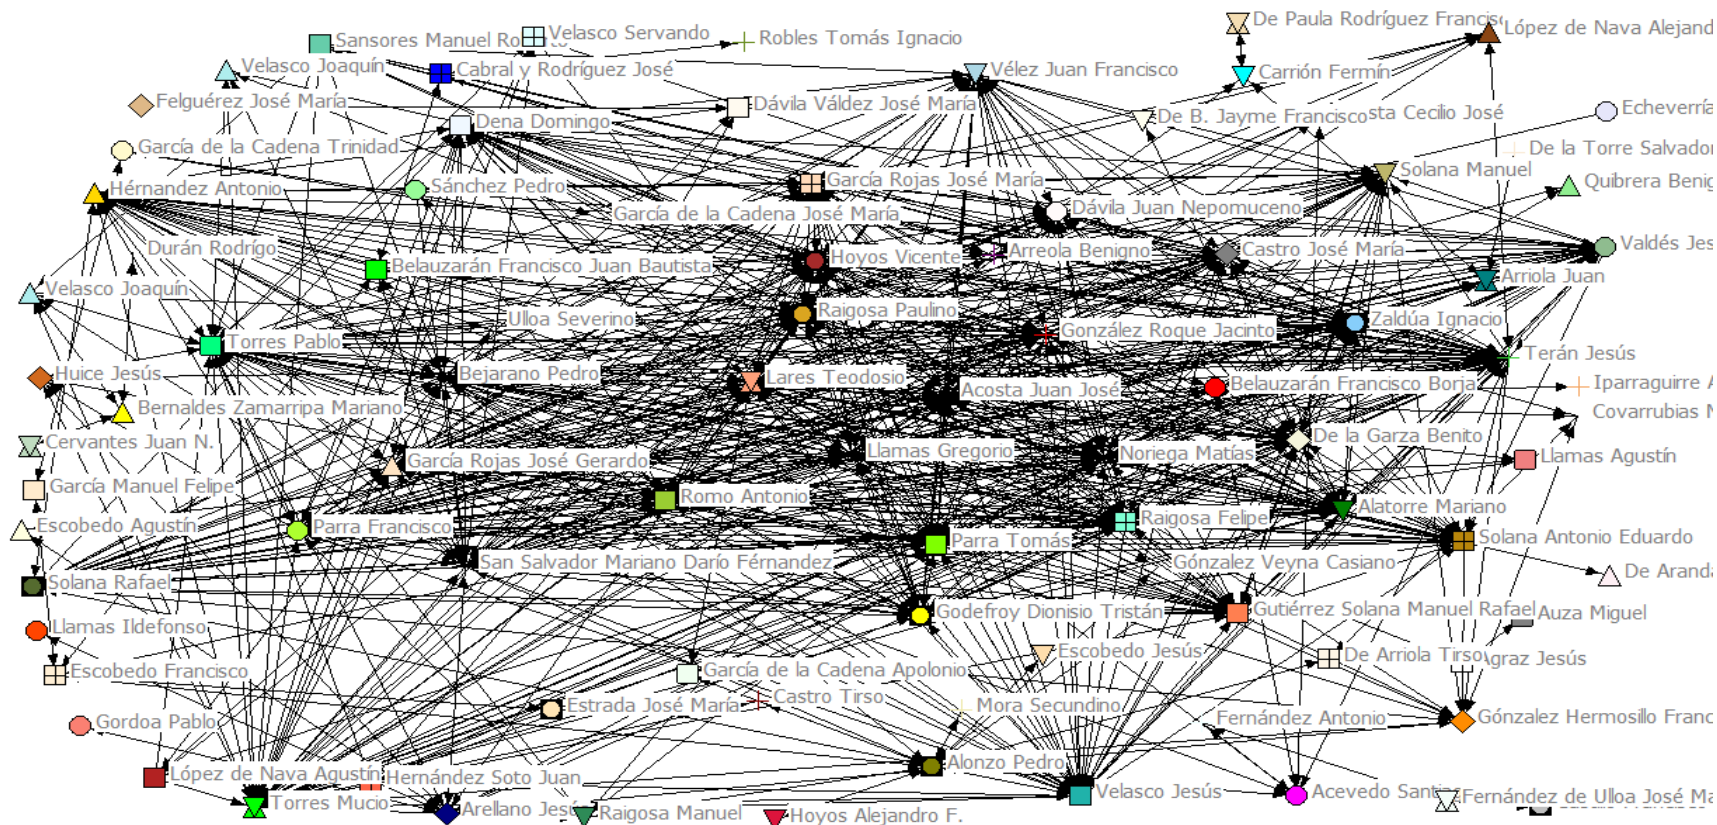 De Paula Rodríguez Francisc
López de Nava Alejand
Velasco Servando
Sansores Manuel
Robles Tomás Ignacio
Velasco Joaquín
Cabral y Rodríguez José
Vélez Juan Francisco
Carrión Fermín
Felguérez José María
Dávila Váldez José María
De B. Jayme Francisco
sta Cecilio José
Echeverría
Dena Domingo
García de la Cadena Trinidad
De la Torre Salvador
Hérnandez Antonio
Sánchez Pedro
García Rojas José María
Solana Manuel
Quibrera Benig
García de la Cadena José María
Dávila Juan Nepomuceno
Durán Rodrígo
Belauzarán Francisco Juan Bautista
Hoyos Vicente
Arreola Benigno
Castro José María
Valdés Jes
Velasco Joaquín
Arriola Juan
Ulloa Severino
Raigosa Paulino
González Roque Jacinto
Zaldúa Ignacio
Torres Pablo
Terán Jesús
Huice Jesús
Bejarano Pedro
Lares Teodosio
Acosta Juan José
Belauzarán Francisco Borja
Iparraguirre A
Bernaldes Zamarripa Mariano
Covarrubias M
Cervantes Juan N.
García Rojas José Gerardo
Llamas Gregorio
Noriega Matías
De la Garza Benito
Llamas Agustín
García Manuel Felipe
Romo Antonio
Escobedo Agustín
Parra Francisco
Raigosa Felipe
Alatorre Mariano
Parra Tomás
Solana Antonio Eduardo
San Salvador Mariano Darío Férnandez
Gónzalez Veyna Casiano
De Aranda
Solana Rafael
Godefroy Dionisio Tristán
Gutiérrez Solana Manuel Rafael
Auza Miguel
Llamas Ildefonso
Escobedo Francisco
García de la Cadena Apolonio
Escobedo Jesús
De Arriola Tirso
graz Jesús
Estrada José María
Castro Tirso
Mora Secundino
Fernández Antonio
Gónzalez Hermosillo Franc
Gordoa Pablo
López de Nava Agustín
Hernández Soto Juan
Alonzo Pedro
Torres Mucio
Arellano Jesú
Raigosa Manuel
Hoyos Alejandro F.
Velasco Jesús
Acevedo Santia
Fernández de Ulloa José Ma